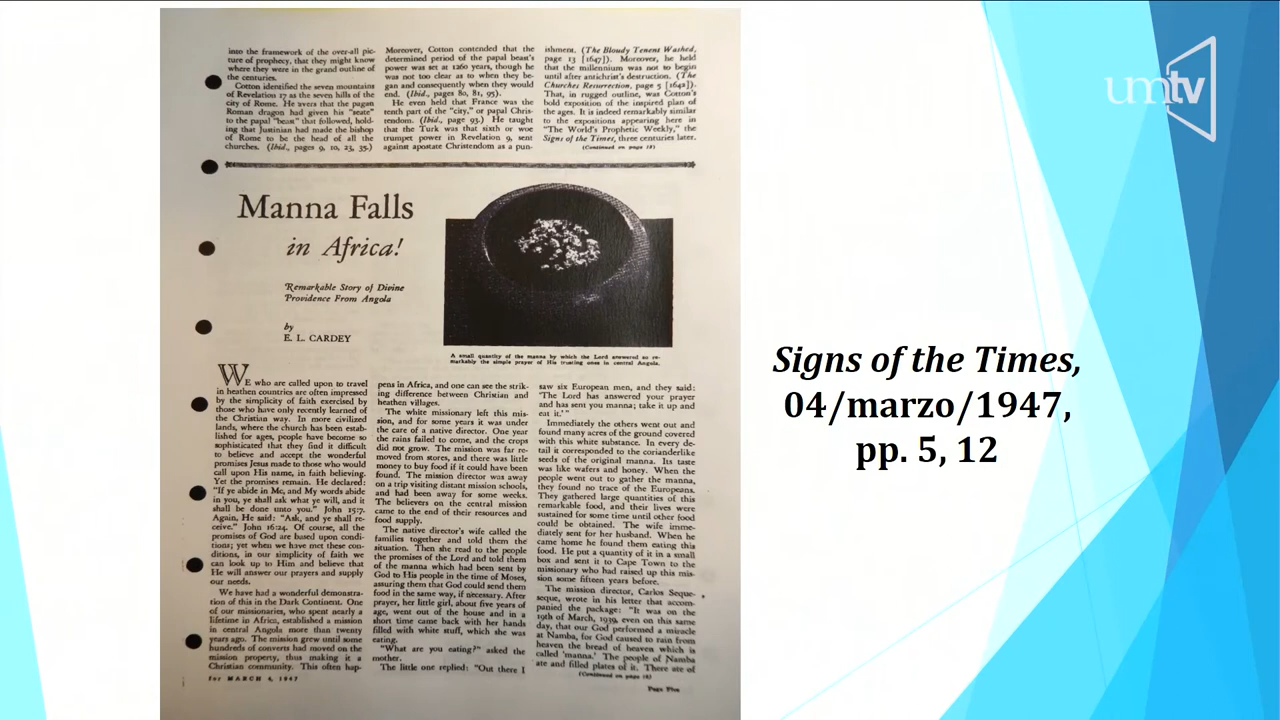 into the framework of the over-all pic-
ture of prophecy, that they might know
where they were in the grand outline of
the centuries.
Cotton identified the seven mountains
of Revelation 17 as the seven hills of the
city of Rome. He avers that the pagan
Roman dragon had given his "seate"
to the papal "beast" that followed, hold-
ing that Justinian had made the bishop
of Rome to be the head of all the
churches. (Ibid., pages 9, 10, 23, 35.)
Moreover, Cotton contended that the
determined period of the papal beast's
power was set at 1260 years, though he
was not too clear as to when they be-
gan and consequently when they would
end. (Ibid., pages 80, 81, 95).
He even held that France was the
tenth part of the "city," or papal Chris-
tendom. (Ibid., page 93.) He taught
that the Turk was that sixth or woe
trumpet power in Revelation 9, sent
against apostate Christendom as a pun-
ishment. (The Bloudy Tenent Washed,
page 13 [1647]). Moreover, he held
that the millennium was not to begin
until after antichrist's destruction. (The
Churches Resurrection, page 5 [1642]).
That, in rugged outline, was Cotton's
bold exposition of the inspired plan of
the ages. It is indeed remarkably similar
to the expositions appearing here in
"The World's Prophetic Weekly," the
Signs of the Times, three centuries later.
(Continued on page
Manna Falls
in Africa!
Remarkable Story of Divine
Providence From Angola
by
E. L. CARDEY
A small quantity of the manna by which the Lord answered so re-
markably the simple prayer of His trusting ones in central Angola.
WE who are called upon to travel
in heathen countries are often impressed
by the simplicity of faith exercised by
those who have only recently learned of
the Christian way. In more civilized
lands, where the church has been estab-
lished for ages, people have become so
sophisticated that they find it difficult
to believe and accept the wonderful
promises Jesus made to those who would
call upon His name, in faith believing.
Yet the promises remain. He declared:
"If ye abide in Me, and My words abide
in you, ye shall ask what ye will, and it
shall be done unto you." John 15:7.
Again, He said: "Ask, and ye shall re-
ceive." John 16:24. Of course, all the
promises of God are based upon condi-
tions; yet when we have met these con-
ditions, in our simplicity of faith we
can look up to Him and believe that
He will answer our prayers and supply
our needs.
We have had a wonderful demonstra-
tion of this in the Dark Continent. One
of our missionaries, who spent nearly a
lifetime in Africa, established a mission
in central Angola more than twenty
years ago. The mission grew until some
hundreds of converts had moved on the
mission property, thus making it a
Christian community. This often hap-
pens in Africa, and one can see the strik-
ing difference between Christian and
heathen villages.
The white missionary left this mis-
sion, and for some years it was under
the care of a native director. One year
the rains failed to come, and the crops
did not grow. The mission was far re-
moved from stores, and there was little
money to buy food if it could have been
found. The mission director was away
on a trip visiting distant mission schools,
and had been away for some weeks.
The believers on the central mission
came to the end of their resources and
food supply.
The native director's wife called the
families together and told them the
situation. Then she read to the people
the promises of the Lord and told them
of the manna which had been sent by
God to His people in the time of Moses,
assuring them that God could send them
food in the same way, if necessary. After
prayer, her little girl, about five years of
age, went out of the house and in a
short time came back with her hands
filled with white stuff, which she was
eating.
"What are you eating?" asked the
mother.
The little one replied: "Out there I
saw six European men, and they said:
'The Lord has answered your prayer
and has sent you manna; take it up and
eat it.'"
Immediately the others went out and
found many acres of the ground covered
with this white substance. In every de-
tail it corresponded to the corianderlike
seeds of the original manna. Its taste
was like wafers and honey. When the
people went out to gather the manna,
they found no trace of the Europeans.
They gathered large quantities of this
remarkable food, and their lives were
sustained for some time until other food
could be obtained. The wife imme-
diately sent for her husband. When he
came home he found them eating this
food. He put a quantity of it in a small
box and sent it to Cape Town to the
missionary who had raised up this mis-
sion some fifteen years before.
The mission director, Carlos Seque-
seque, wrote in his letter that accom-
panied the package: "It was on the
19th of March, 1939, even on this same
day, that our God performed a miracle
at Namba, for God caused to rain from
heaven the bread of heaven which is
called 'manna.' The people of Namba
ate and filled plates of it. There ate of
(Continued on page
for MARCH 4, 1947
Page Five
umtv
Signs of the Times,
04/marzo/1947,
pp. 5, 12